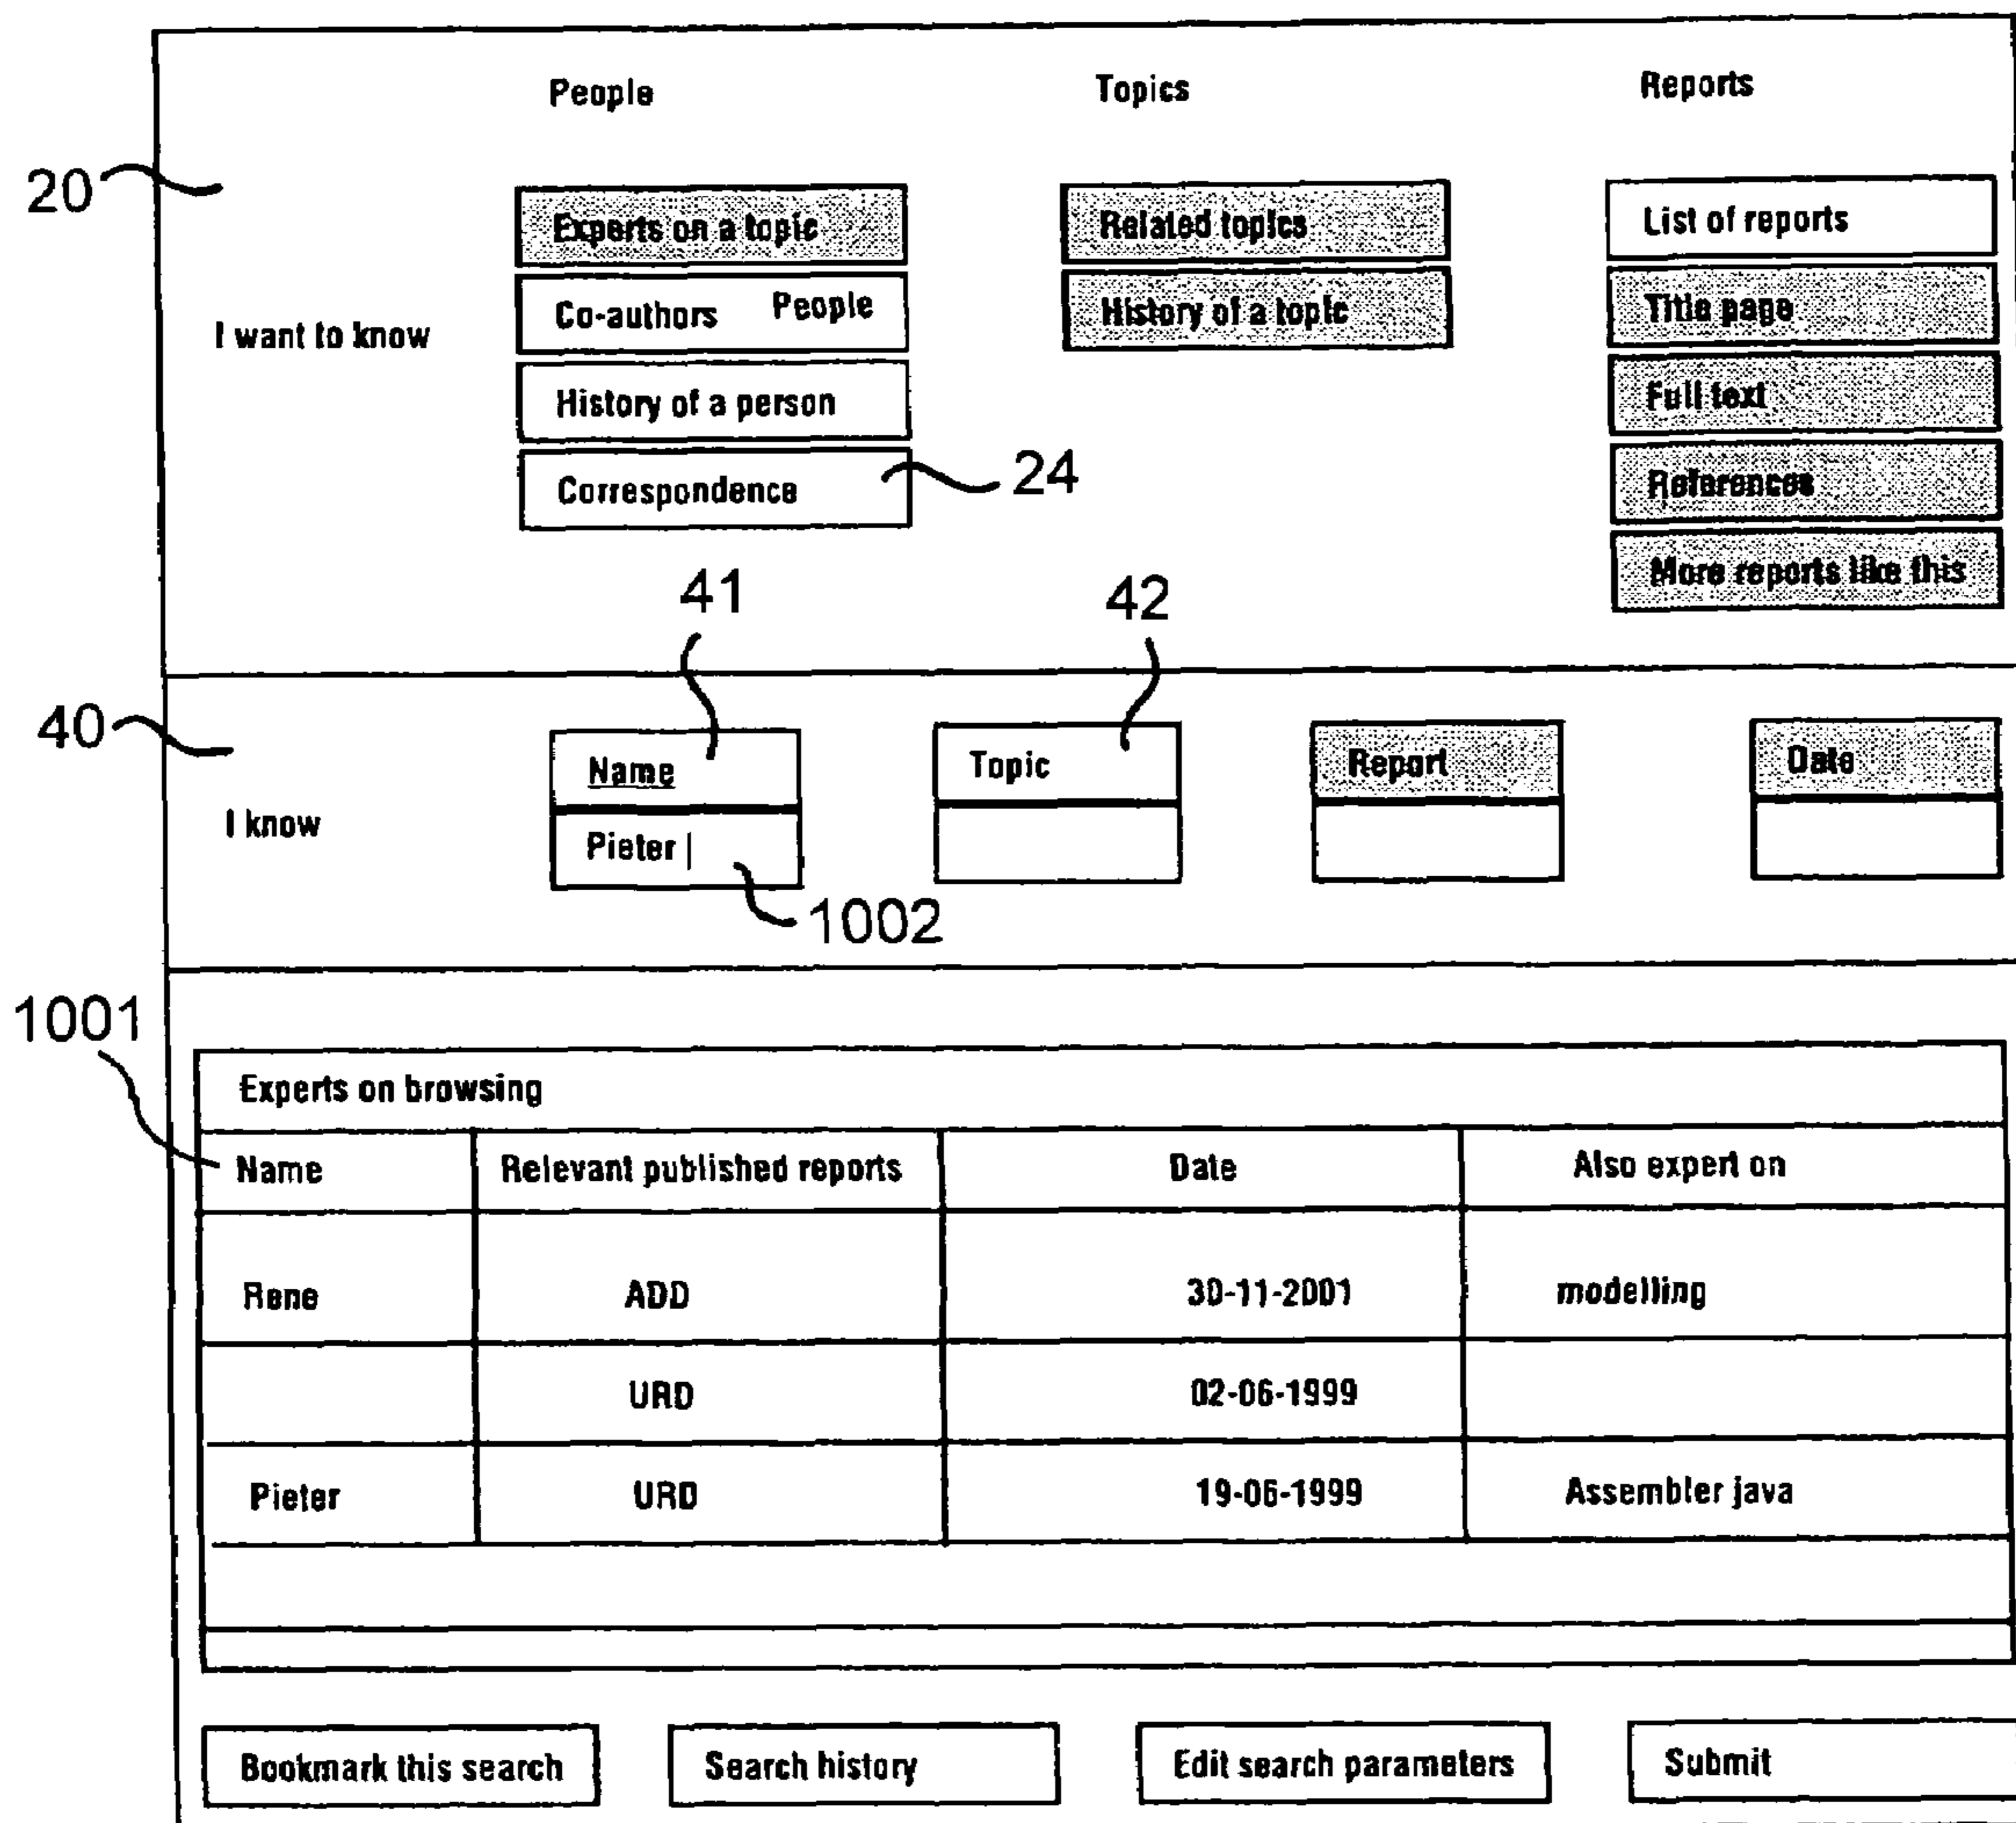 People Topics Reports
20
Experts on a topic Related topics List of reports
Co-authors People History of a topic Title page
I want to know
History of a person Full text
Correspondence 24 References
More reports like this
41 42
40
Name Topic Report Date
I know
Pieter |
1002
1001
Experts on browsing
Name Relevant published reports Date Also expert on
Rene ADD 30-11-2001 modelling
URD 02-06-1999
Pieter URD 19-06-1999 Assembler java
Bookmark this search Search history Edit search parameters Submit